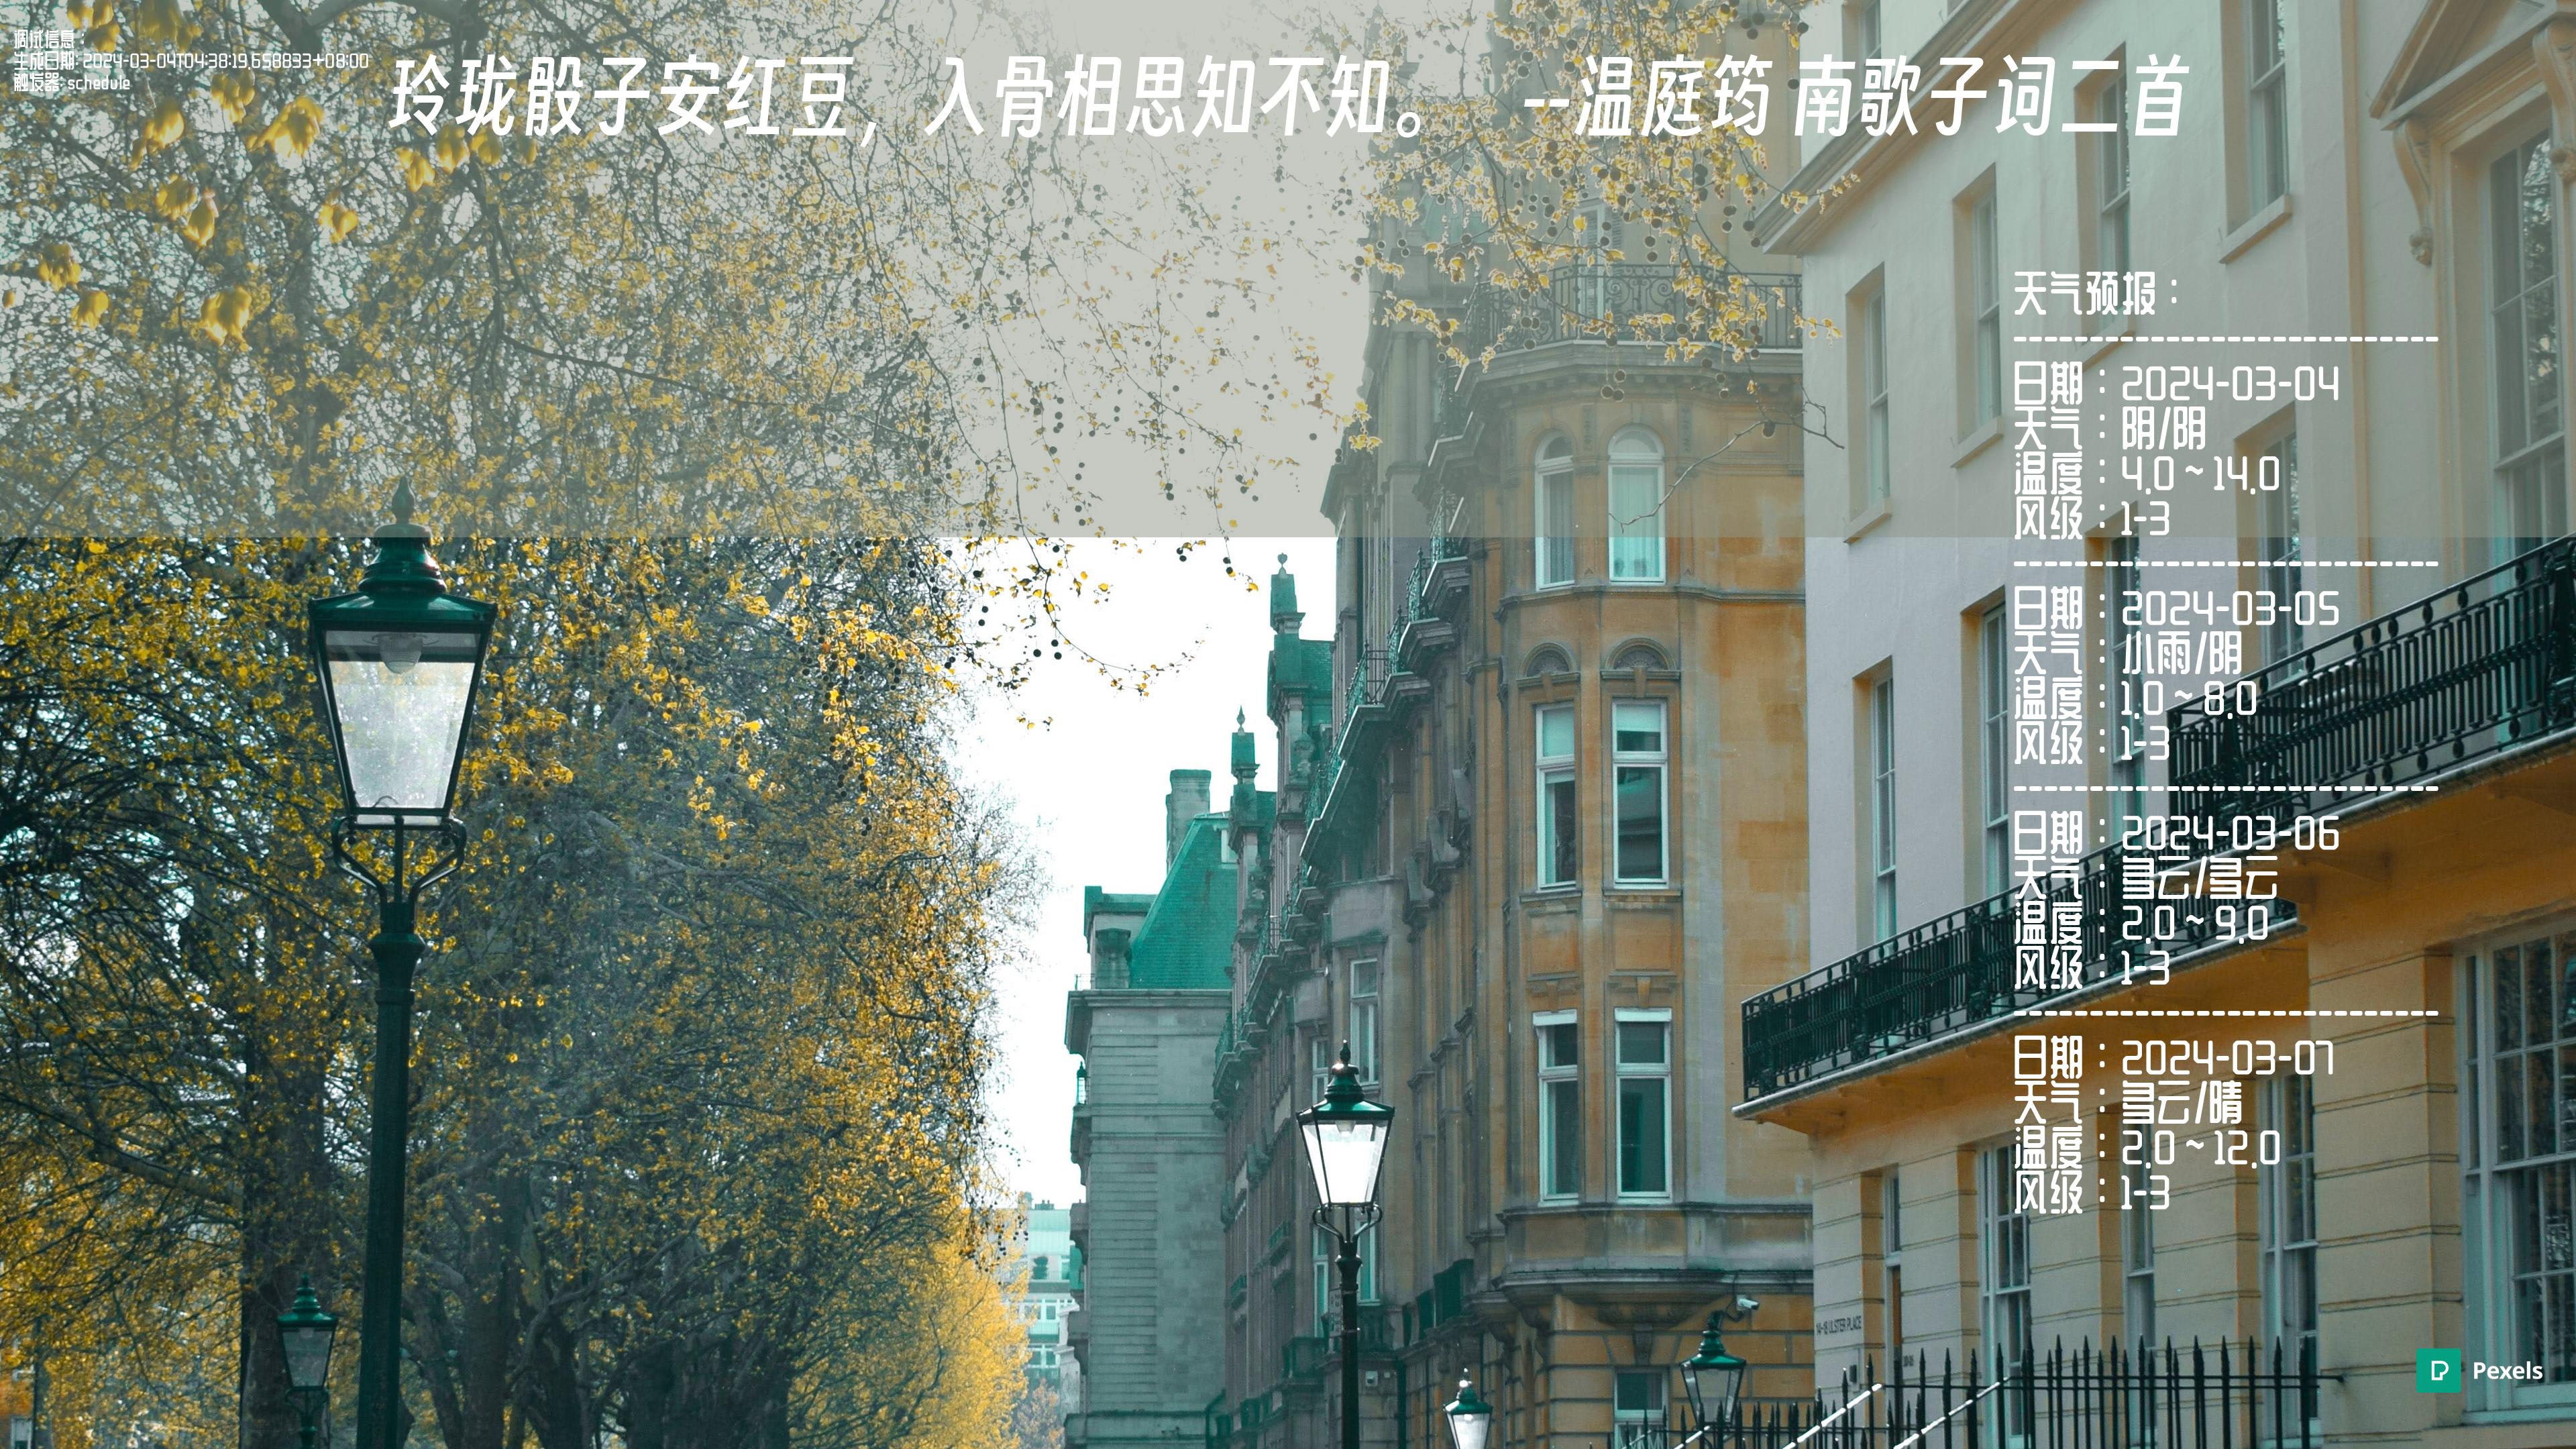 调试信息：
生成日期: 2024-03-04T04:38:19.658833+08:00
触发器: schedule
玲珑骰子安红豆，入骨相思知不知。 --温庭筠 南歌子词二首
天气预报：
------------------------------
日期：2024-03-04
天气：阴/阴
温度：4.0 ~ 14.0
风级：1-3
------------------------------
日期：2024-03-05
天气：小雨/阴
温度：1.0 ~ 8.0
风级：1-3
------------------------------
日期：2024-03-06
天气：多云/多云
温度：2.0 ~ 9.0
风级：1-3
------------------------------
日期：2024-03-07
天气：多云/晴
温度：2.0 ~ 12.0
风级：1-3
ULSTER PLACE
Pexels